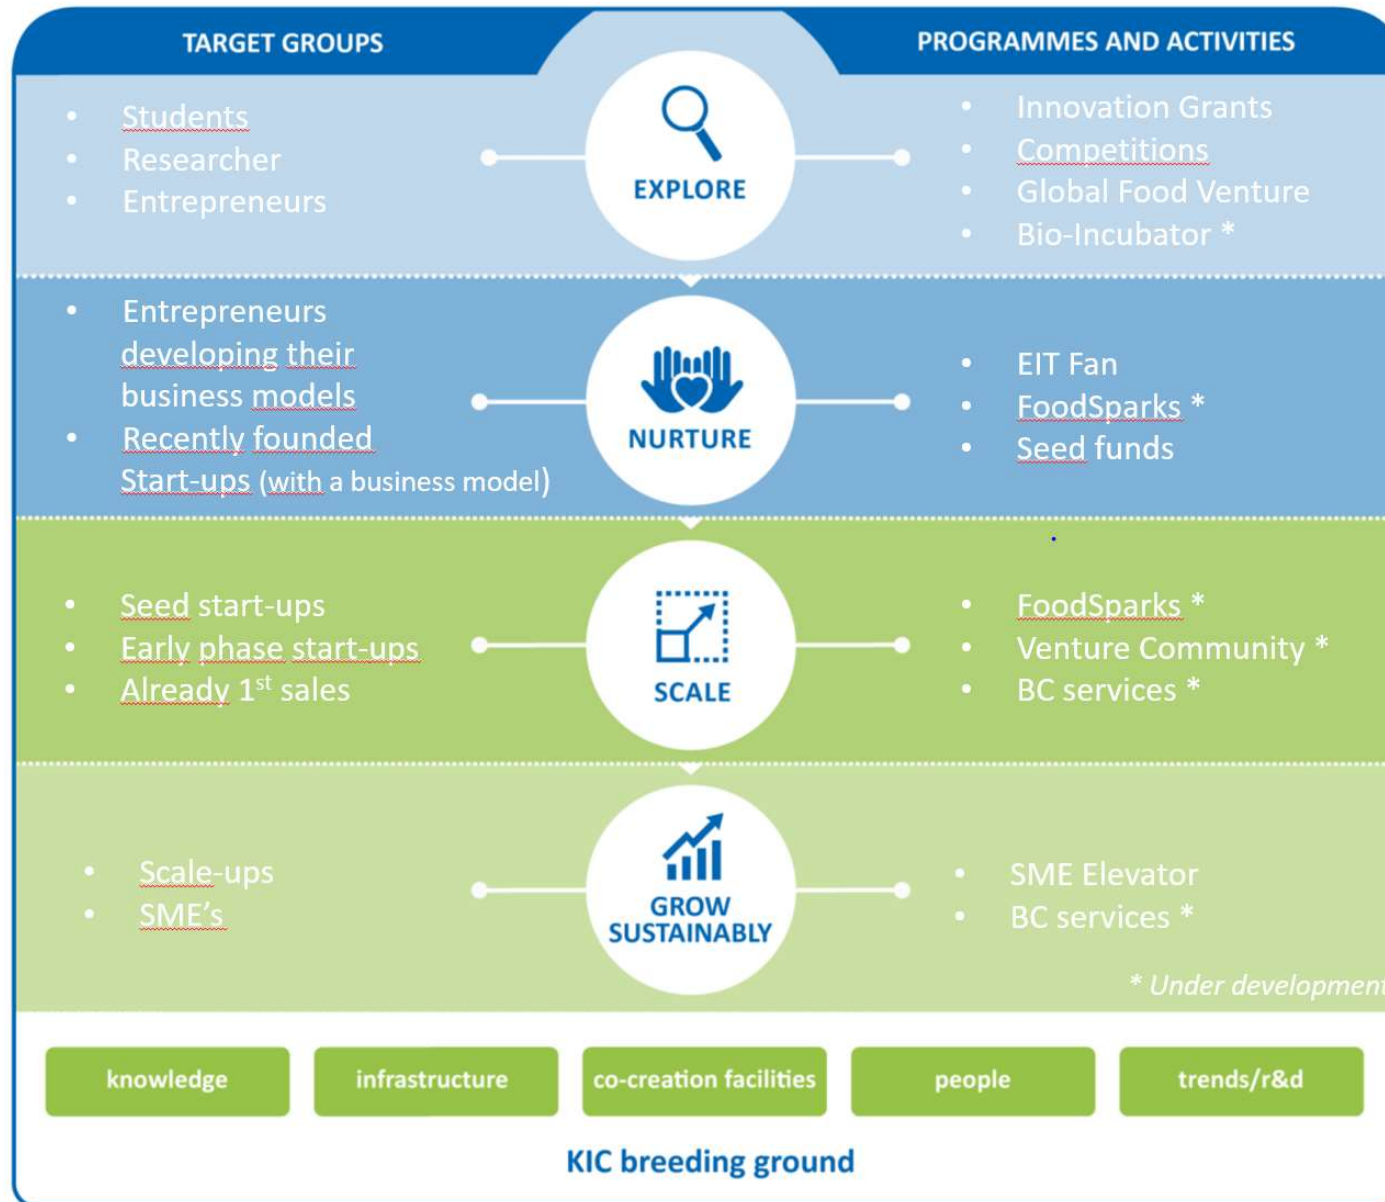 TARGET GROUPS
PROGRAMMES AND ACTIVITIES
• Students
• Researcher
• Entrepreneurs
EXPLORE
• Innovation Grants
• Competitions
• Global Food Venture
• Bio-Incubator *
• Entrepreneurs
developing their
business models
• Recently founded
Start-ups (with a business model)
NURTURE
• EIT Fan
• FoodSparks *
• Seed funds
• Seed start-ups
• Early phase start-ups
• Already 1st sales
SCALE
• FoodSparks *
• Venture Community *
• BC services *
• Scale-ups
• SME's
GROW
SUSTAINABLY
• SME Elevator
• BC services *
* Under development
knowledge
infrastructure
co-creation facilities
people
trends/r&d
KIC breeding ground